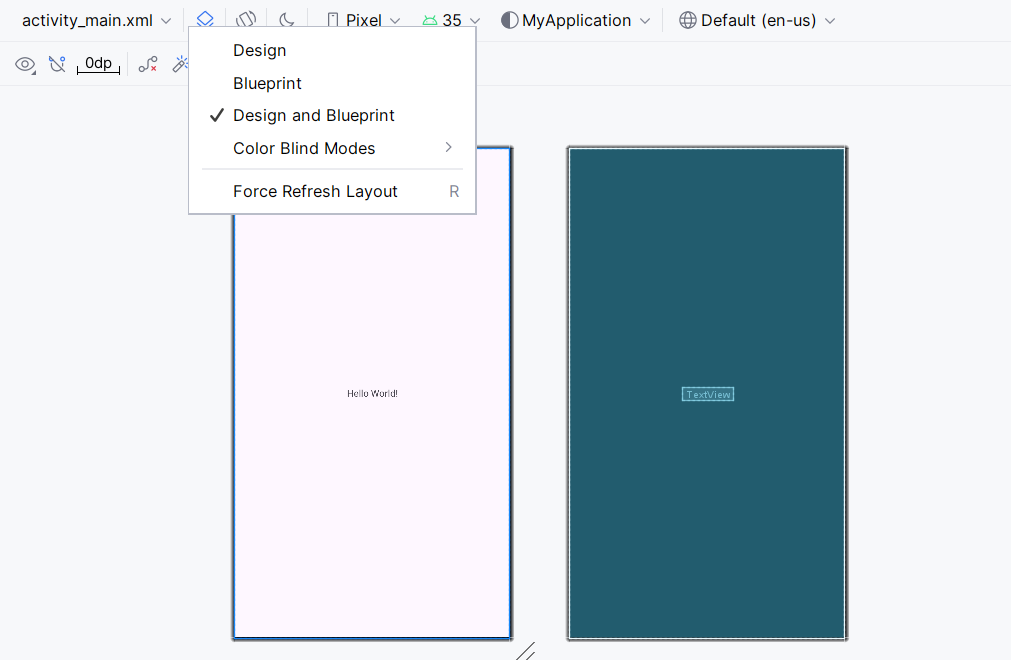 activity_main.xml Pixel 35 MyApplication Default (en-us)
0dp
Design
Blueprint
Design and Blueprint
Color Blind Modes
Force Refresh Layout R
Hello World!
TextView